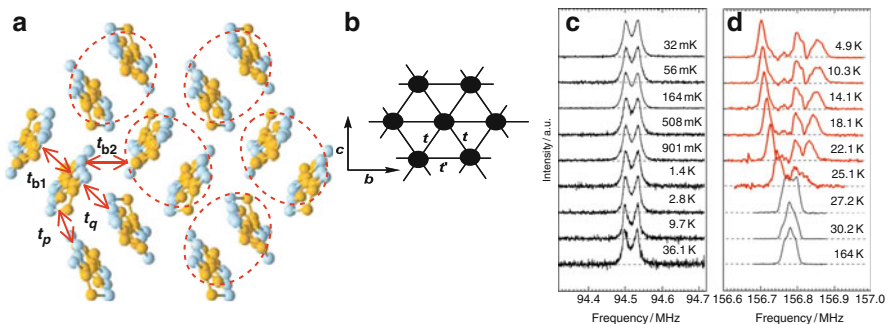 a
t_b1
t_b2
t_q
t_p
b
t
t
t'
c
b
c
Intensity / a.u.
32 mK
56 mK
164 mK
508 mK
901 mK
1.4 K
2.8 K
9.7 K
36.1 K
94.4 94.5 94.6 94.7
Frequency / MHz
d
4.9 K
10.3 K
14.1 K
18.1 K
22.1 K
25.1 K
27.2 K
30.2 K
164 K
156.6 156.7 156.8 156.9 157.0
Frequency / MHz